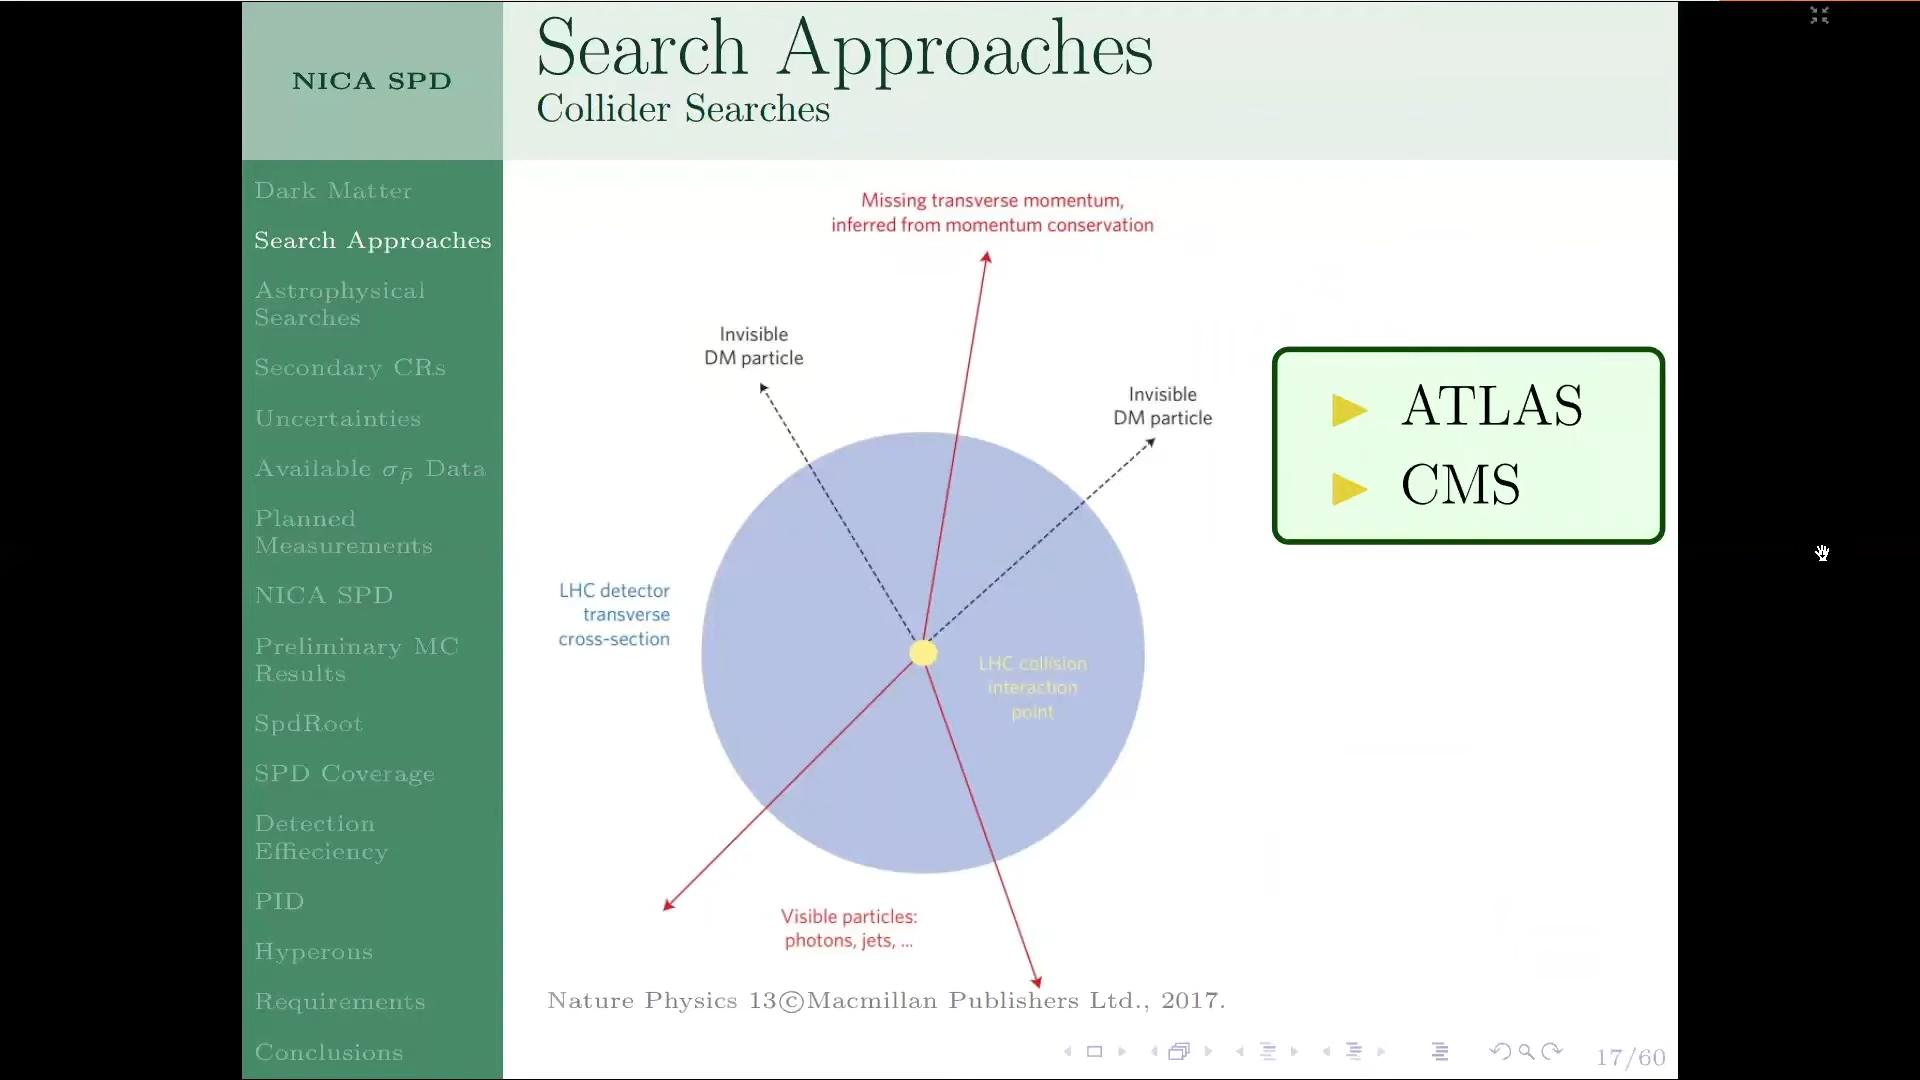 NICA SPD
Search Approaches
Collider Searches
Dark Matter
Search Approaches
Astrophysical
Searches
Secondary CRs
Uncertainties
Available σp̄ Data
Planned
Measurements
NICA SPD
Preliminary MC
Results
SpdRoot
SPD Coverage
Detection
Effieciency
PID
Hyperons
Requirements
Conclusions
Missing transverse momentum,
inferred from momentum conservation
Invisible
DM particle
Invisible
DM particle
ATLAS
CMS
LHC detector
transverse
cross-section
LHC collision
interaction
point
Visible particles:
photons, jets, ...
Nature Physics 13©Macmillan Publishers Ltd., 2017.
17/60